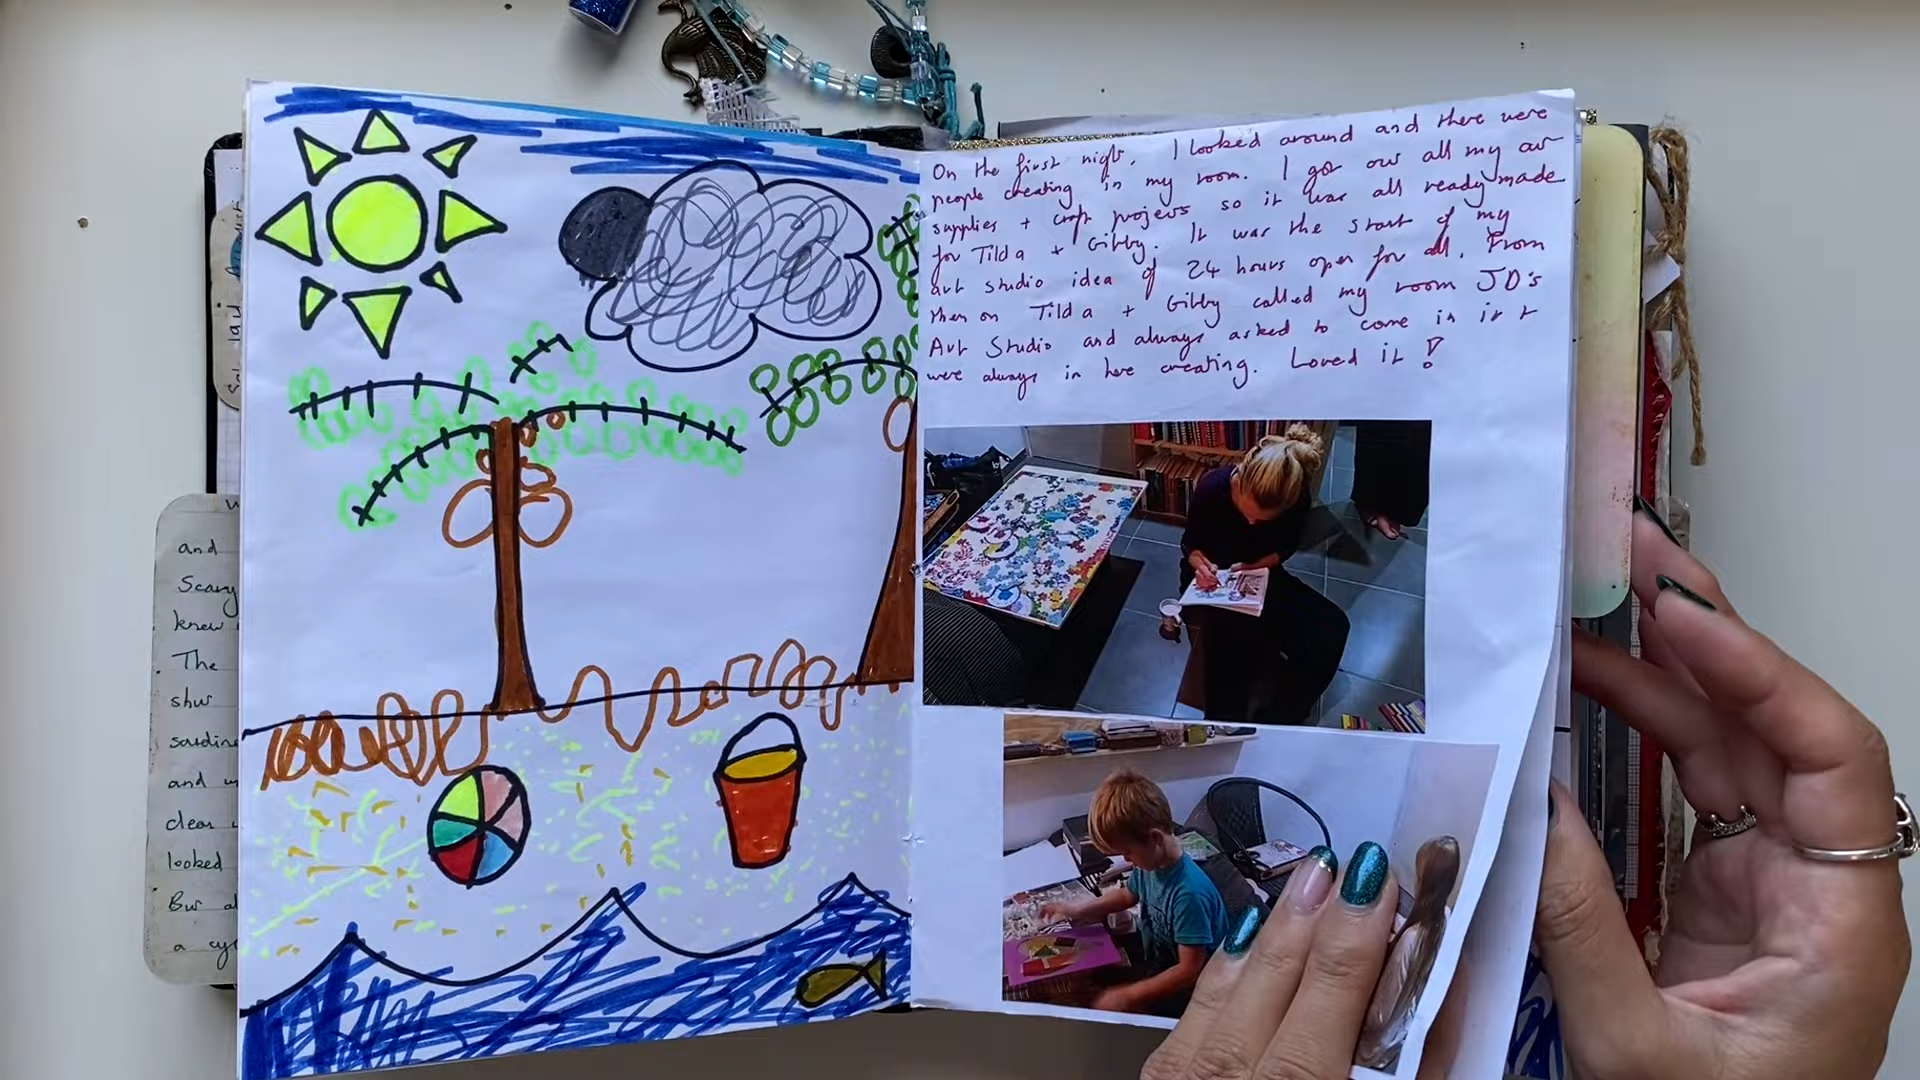 On the first night, I looked around and there were
people creating in my room. I got out all my art
supplies + craft projects so it was all ready made
for Tilda + Gibby. It was the start of my
art studio idea of 24 hours open for all. From
then on Tilda + Gibby called my room JD's
Art Studio and always asked to come in it +
were always in here creating. Loved it!
and
Scary
knew
The
shut
sardine
and
clear
looked
But
a